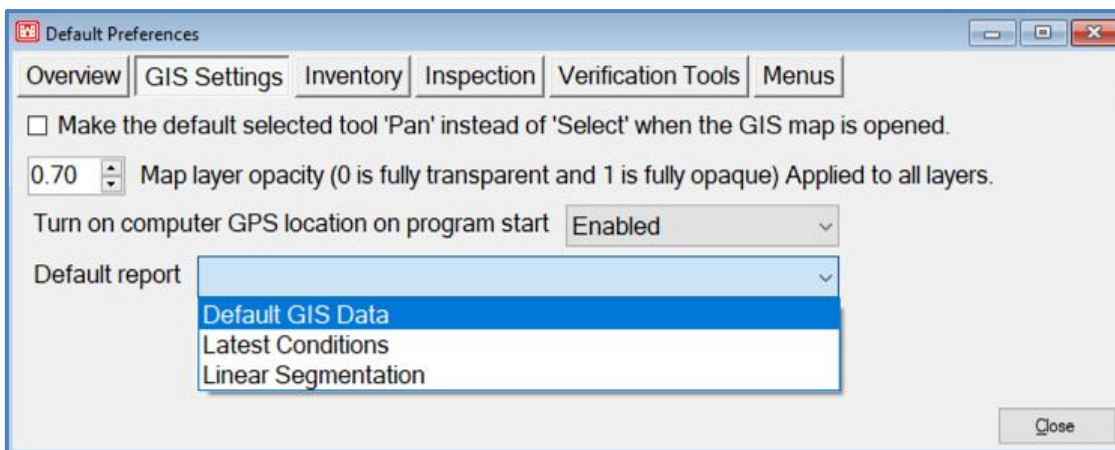 Default Preferences
Overview GIS Settings Inventory Inspection Verification Tools Menus
Make the default selected tool 'Pan' instead of 'Select' when the GIS map is opened.
0.70 Map layer opacity (0 is fully transparent and 1 is fully opaque) Applied to all layers.
Turn on computer GPS location on program start Enabled
Default report
Default GIS Data
Latest Conditions
Linear Segmentation
Close